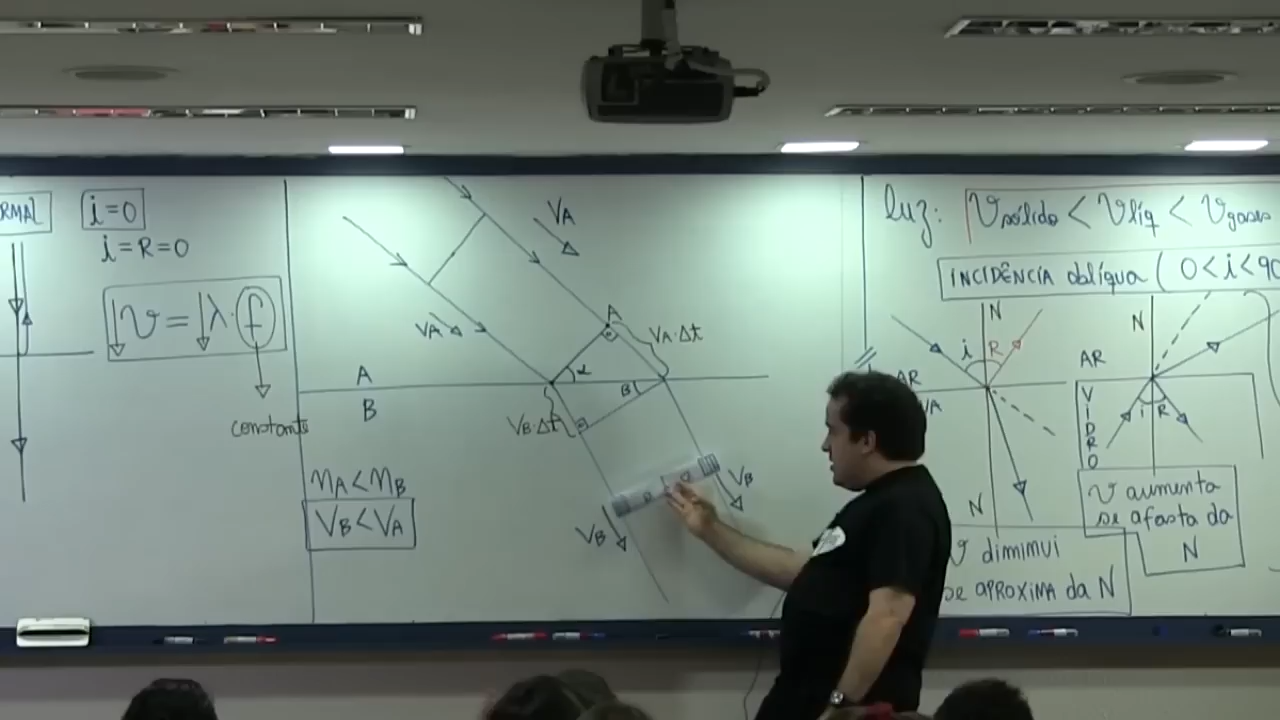 RMAL
i=0
i=R=0
↓v=↓λ·f
constante
A
B
nA<nB
VB<VA
VA
VA
A
α
VA·Δt
β
VB·Δt
VB
VB
luz: Vsólido < Vlíq < Vgases
INCIDÊNCIA oblíqua (0<i<90
N
i
R
AR
N
v diminui
se APROXIMA da N
N
AR
VIDRO
i
R
v aumenta
se afasta da
N